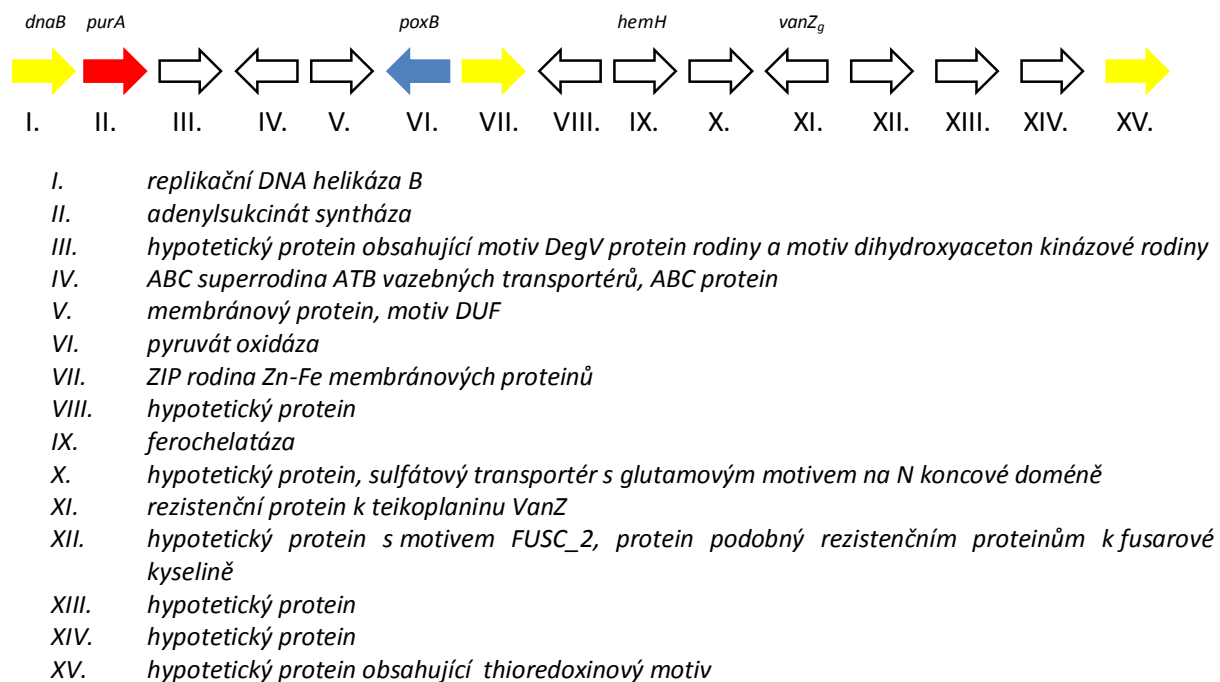 dnaB purA poxB hemH vanZg
I. II. III. IV. V. VI. VII. VIII. IX. X. XI. XII. XIII. XIV. XV.
I. replikační DNA helikáza B
II. adenylsukcinát syntháza
III. hypotetický protein obsahující motiv DegV protein rodiny a motiv dihydroxyaceton kinázové rodiny
IV. ABC superrodina ATB vazebných transportérů, ABC protein
V. membránový protein, motiv DUF
VI. pyruvát oxidáza
VII. ZIP rodina Zn-Fe membránových proteinů
VIII. hypotetický protein
IX. ferochelatáza
X. hypotetický protein, sulfátový transportér s glutamovým motivem na N koncové doméně
XI. rezistenční protein k teikoplaninu VanZ
XII. hypotetický protein s motivem FUSC_2, protein podobný rezistenčním proteinům k fusarové
kyselině
XIII. hypotetický protein
XIV. hypotetický protein
XV. hypotetický protein obsahující thioredoxinový motiv